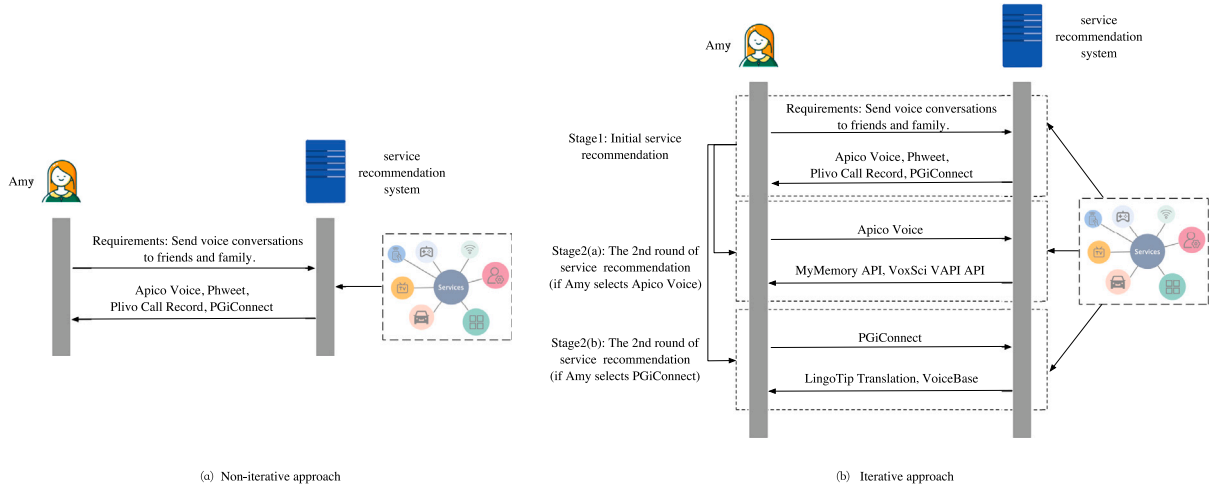 Amy
service
recommendation
system
Requirements: Send voice conversations
to friends and family.
Apico Voice, Phweet,
Plivo Call Record, PGiConnect
TV
Services
(a) Non-iterative approach
Amy
service
recommendation
system
Stage1: Initial service
recommendation
Requirements: Send voice conversations
to friends and family.
Apico Voice, Phweet,
Plivo Call Record, PGiConnect
Stage2(a): The 2nd round of
service recommendation
(if Amy selects Apico Voice)
Apico Voice
MyMemory API, VoxSci VAPI API
Stage2(b): The 2nd round of
service recommendation
(if Amy selects PGiConnect)
PGiConnect
LingoTip Translation, VoiceBase
TV
Services
(b) Iterative approach